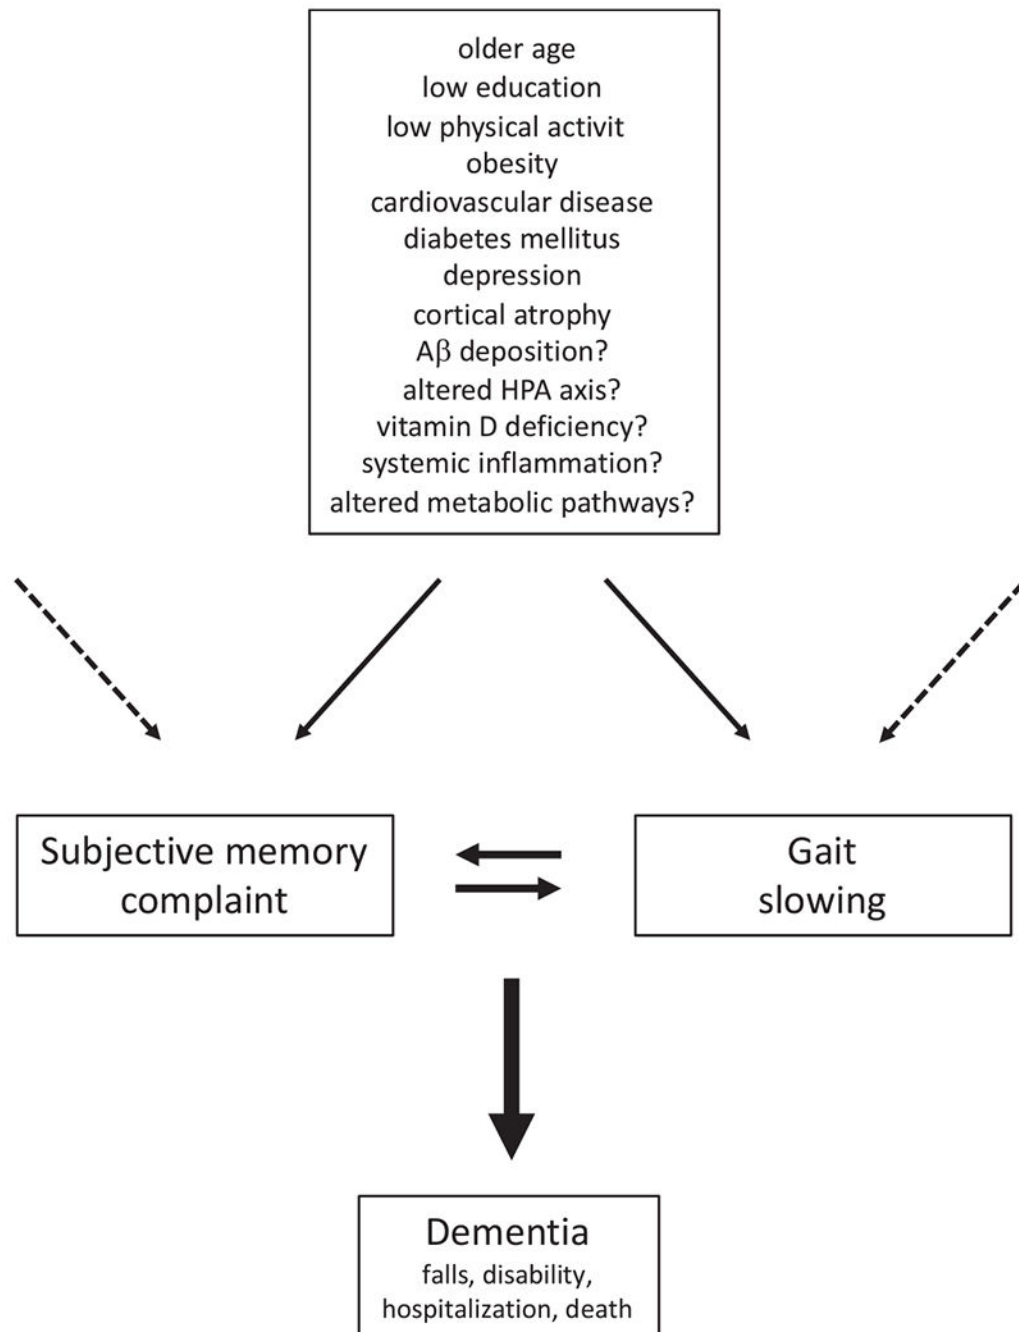 older age
low education
low physical activit
obesity
cardiovascular disease
diabetes mellitus
depression
cortical atrophy
Aβ deposition?
altered HPA axis?
vitamin D deficiency?
systemic inflammation?
altered metabolic pathways?
Subjective memory
complaint
Gait
slowing
Dementia
falls, disability,
hospitalization, death